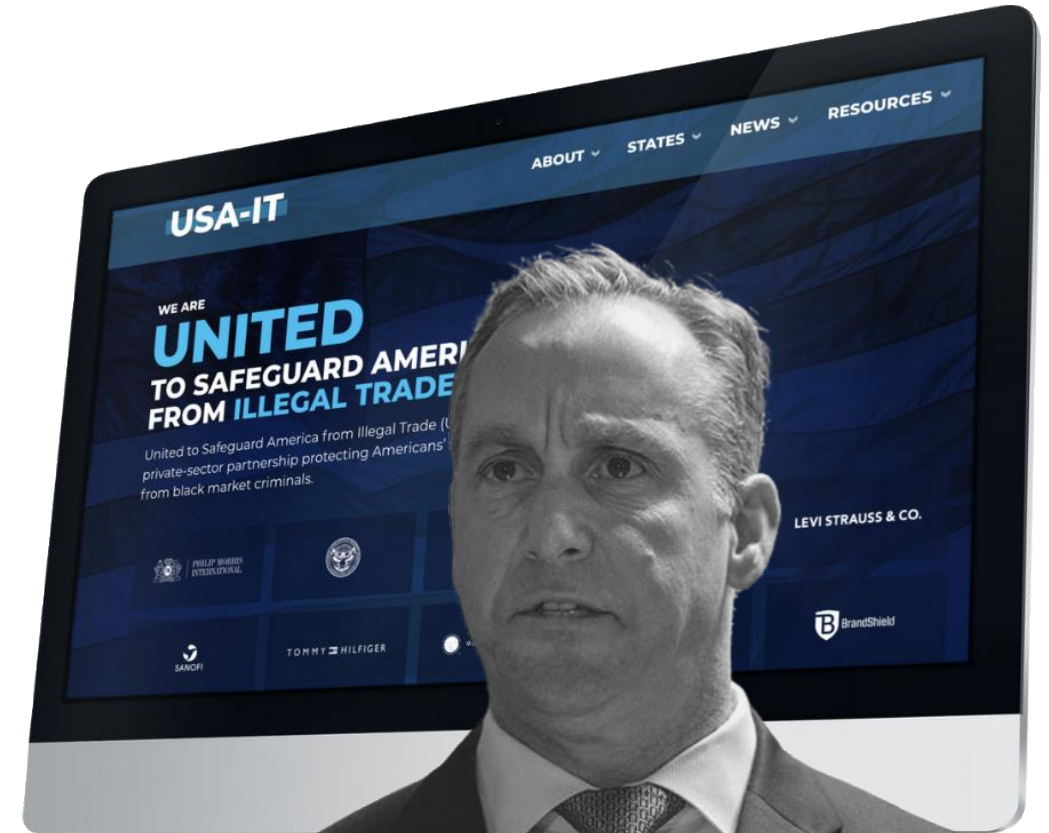 USA-IT
ABOUT
STATES
NEWS
RESOURCES
WE ARE
UNITED
TO SAFEGUARD AMERI
FROM ILLEGAL TRADE
United to Safeguard America from Illegal Trade (U
private-sector partnership protecting Americans'
from black market criminals.
PHILIP MORRIS
INTERNATIONAL
LEVI STRAUSS & CO.
SANOFI
TOMMY HILFIGER
BrandShield